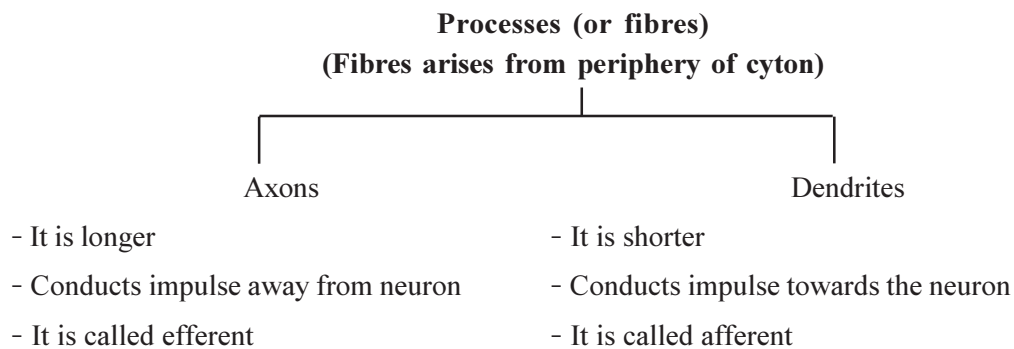 Processes (or fibres)
(Fibres arises from periphery of cyton)
Axons
Dendrites
- It is longer
- It is shorter
- Conducts impulse away from neuron
- Conducts impulse towards the neuron
- It is called efferent
- It is called afferent